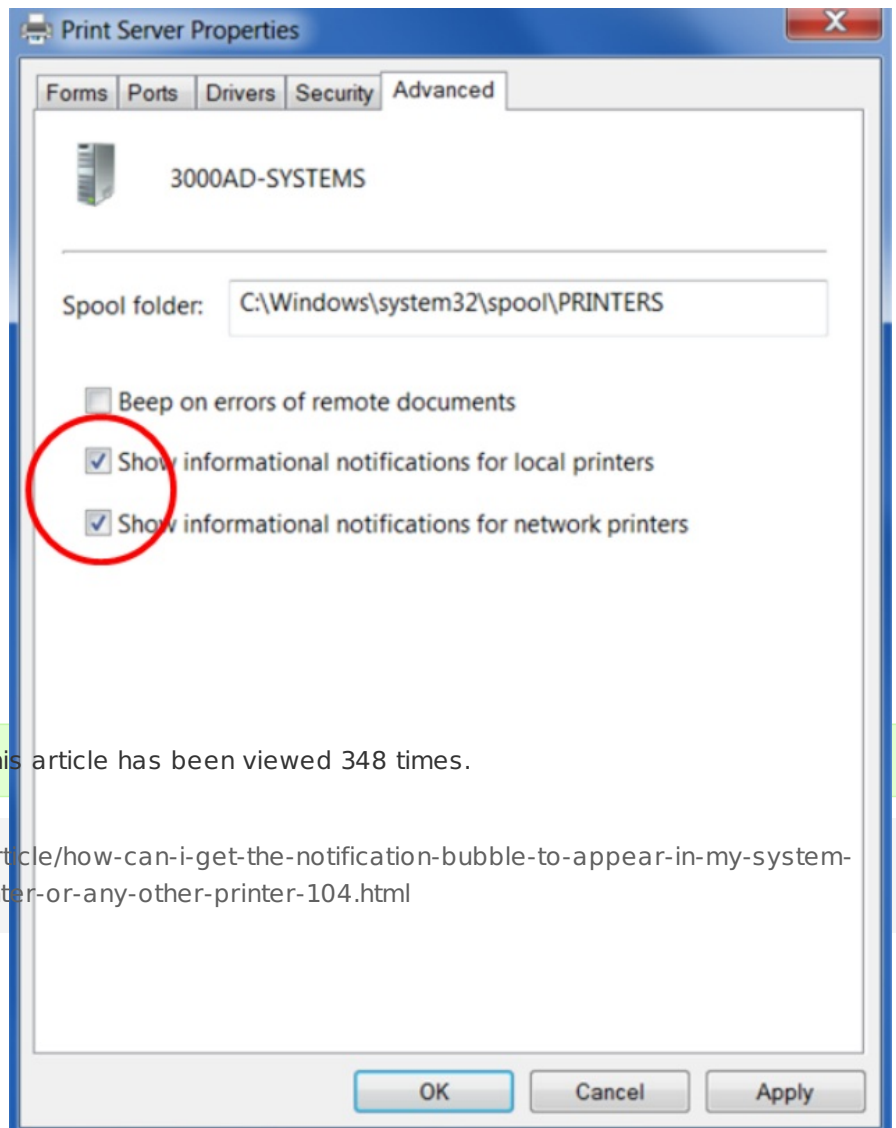 Print Server Properties
Forms Ports Drivers Security Advanced
3000AD-SYSTEMS
Spool folder: C:\Windows\system32\spool\PRINTERS
Beep on errors of remote documents
Show informational notifications for local printers
Show informational notifications for network printers
his article has been viewed 348 times.
rticle/how-can-i-get-the-notification-bubble-to-appear-in-my-system-
ter-or-any-other-printer-104.html
OK Cancel Apply